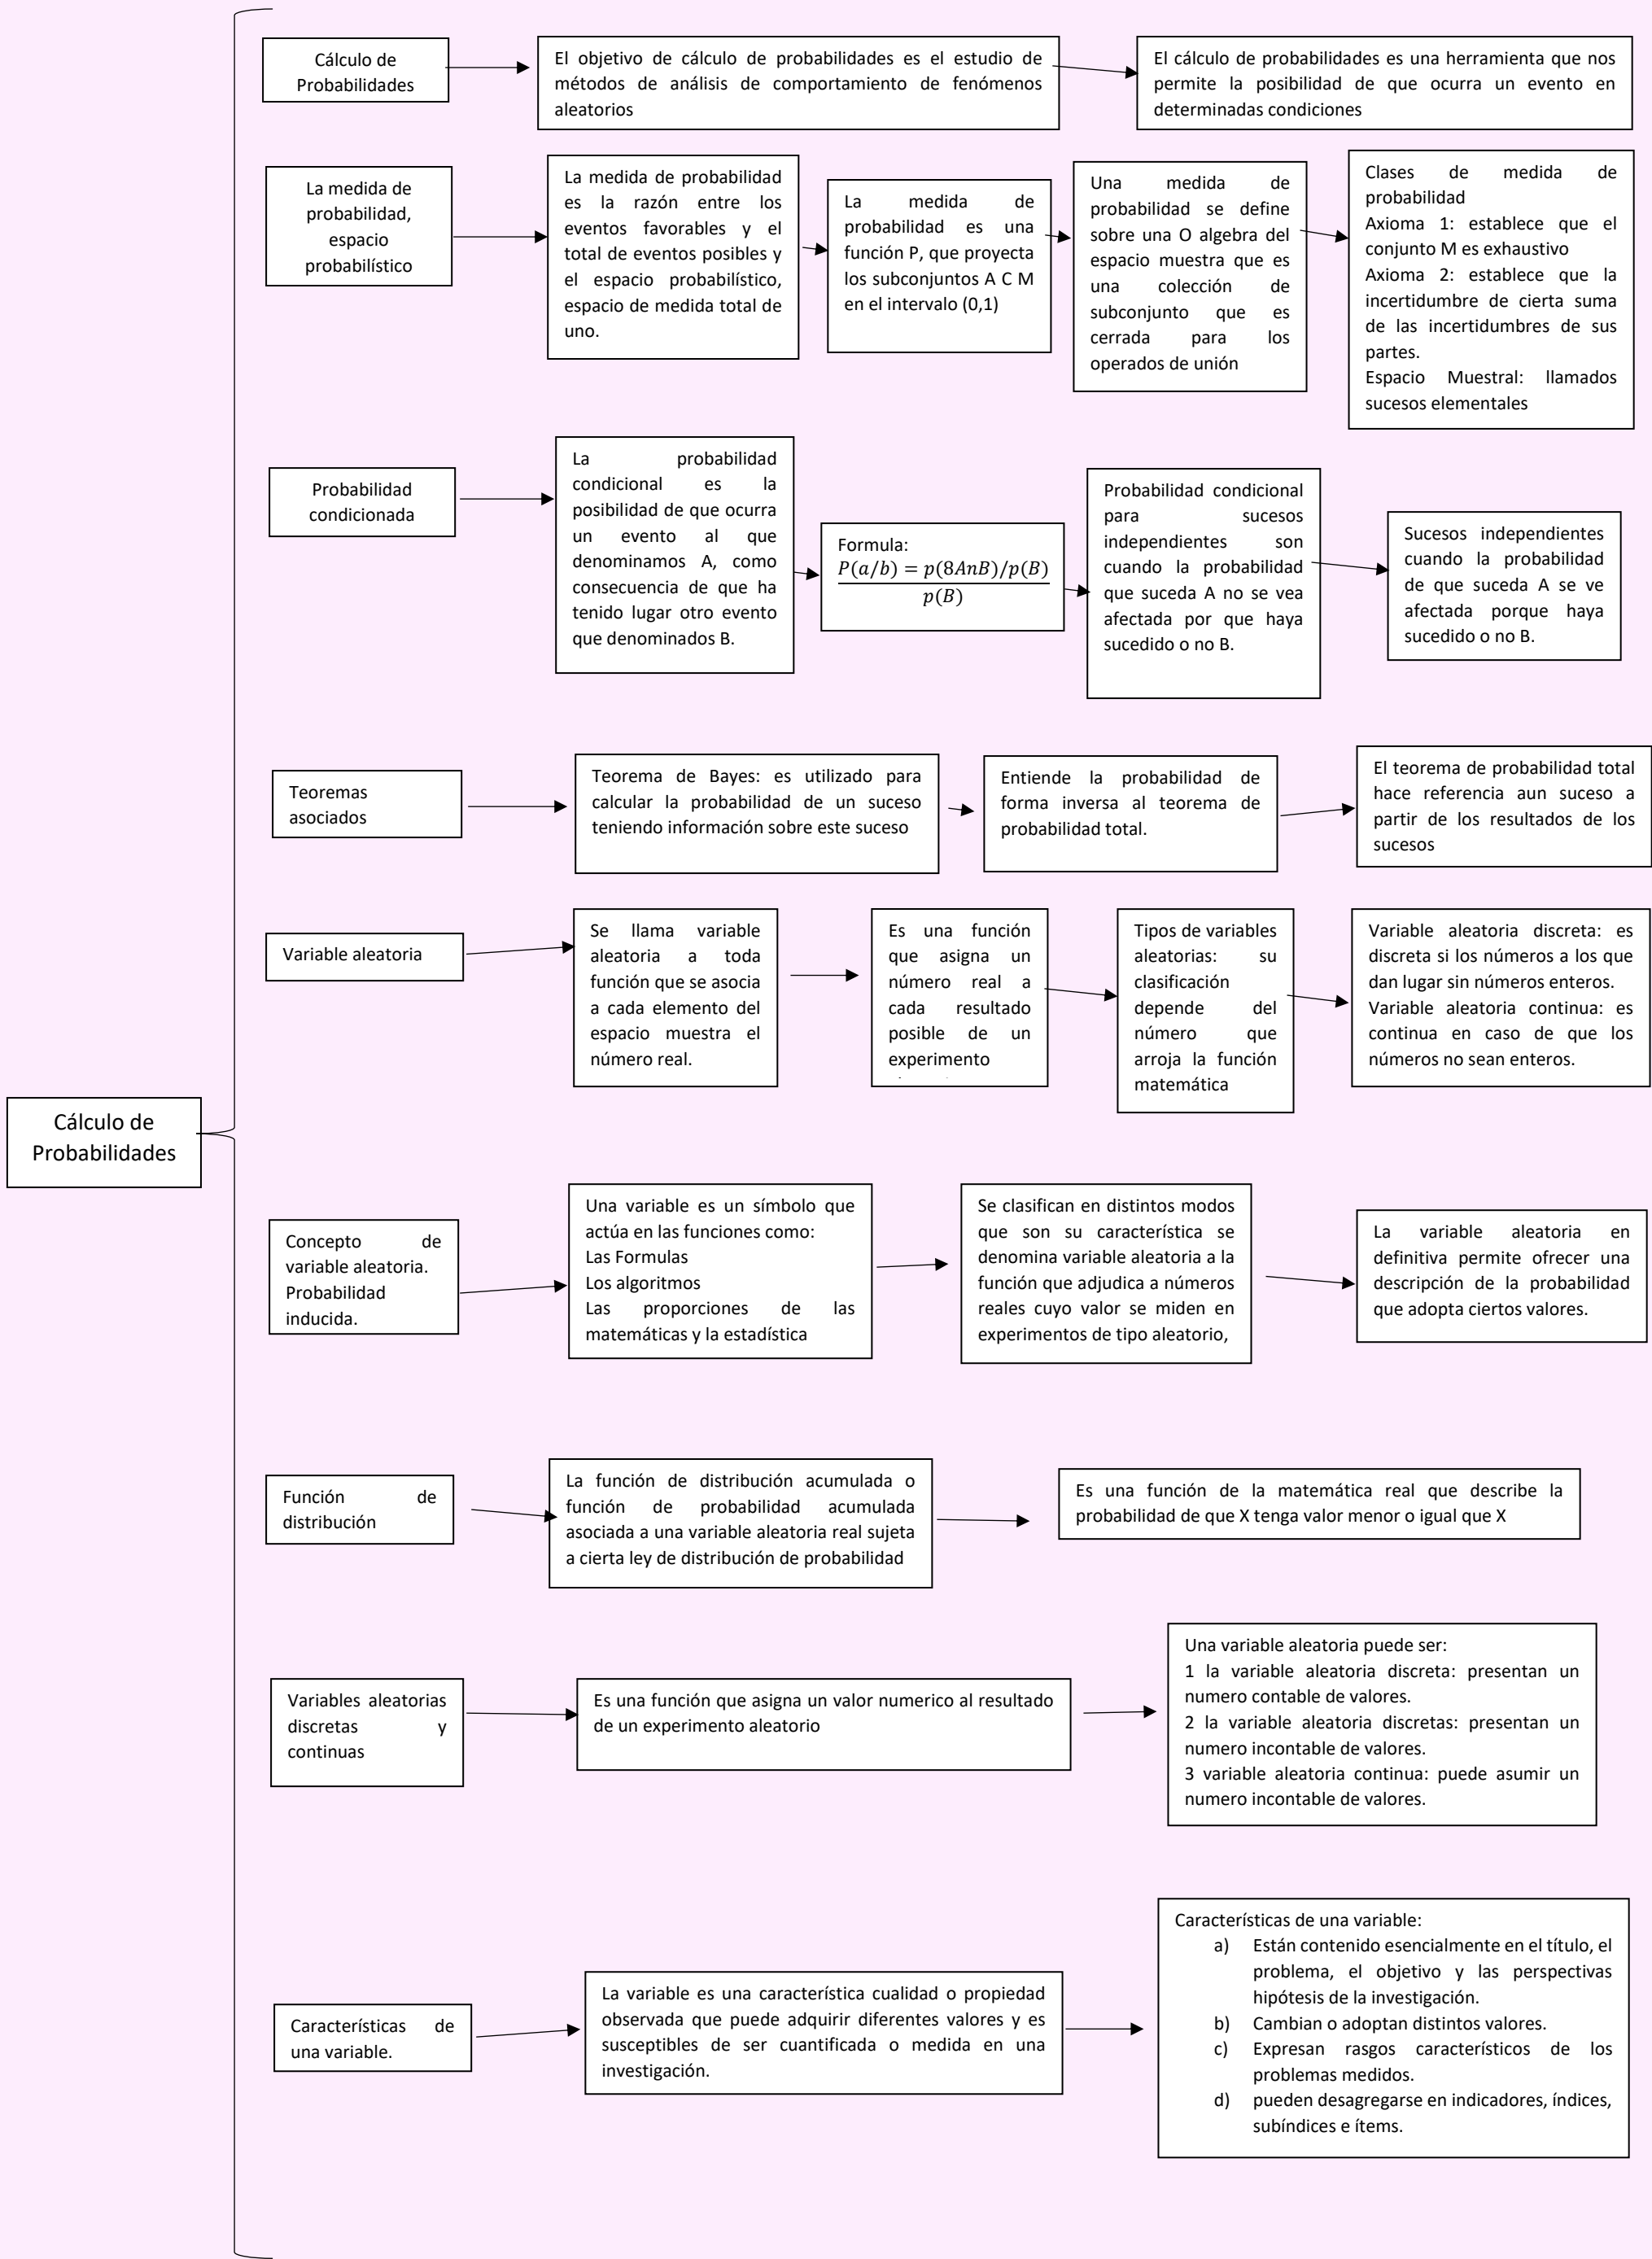 Cálculo de
Probabilidades
El objetivo de cálculo de probabilidades es el estudio de
métodos de análisis de comportamiento de fenómenos
aleatorios
El cálculo de probabilidades es una herramienta que nos
permite la posibilidad de que ocurra un evento en
determinadas condiciones
La medida de
probabilidad,
espacio
probabilístico
La medida de probabilidad
es la razón entre los
eventos favorables y el
total de eventos posibles y
el espacio probabilístico,
espacio de medida total de
uno.
La medida de
probabilidad es una
función P, que proyecta
los subconjuntos A C M
en el intervalo (0,1)
Una medida de
probabilidad se define
sobre una O algebra del
espacio muestra que es
una colección de
subconjunto que es
cerrada para los
operados de unión
Clases de medida de
probabilidad
Axioma 1: establece que el
conjunto M es exhaustivo
Axioma 2: establece que la
incertidumbre de cierta suma
de las incertidumbres de sus
partes.
Espacio Muestral: llamados
sucesos elementales
Probabilidad
condicionada
La probabilidad
condicional es la
posibilidad de que ocurra
un evento al que
denominamos A, como
consecuencia de que ha
tenido lugar otro evento
que denominados B.
Formula:
P(a/b) = p(8AnB)/p(B)
p(B)
Probabilidad condicional
para sucesos
independientes son
cuando la probabilidad
que suceda A no se vea
afectada por que haya
sucedido o no B.
Sucesos independientes
cuando la probabilidad
de que suceda A se ve
afectada porque haya
sucedido o no B.
Teoremas
asociados
Teorema de Bayes: es utilizado para
calcular la probabilidad de un suceso
teniendo información sobre este suceso
Entiende la probabilidad de
forma inversa al teorema de
probabilidad total.
El teorema de probabilidad total
hace referencia aun suceso a
partir de los resultados de los
sucesos
Variable aleatoria
Se llama variable
aleatoria a toda
función que se asocia
a cada elemento del
espacio muestra el
número real.
Es una función
que asigna un
número real a
cada resultado
posible de un
experimento
Tipos de variables
aleatorias: su
clasificación
depende del
número que
arroja la función
matemática
Variable aleatoria discreta: es
discreta si los números a los que
dan lugar sin números enteros.
Variable aleatoria continua: es
continua en caso de que los
números no sean enteros.
Cálculo de
Probabilidades
Concepto de
variable aleatoria.
Probabilidad
inducida.
Una variable es un símbolo que
actúa en las funciones como:
Las Formulas
Los algoritmos
Las proporciones de las
matemáticas y la estadística
Se clasifican en distintos modos
que son su característica se
denomina variable aleatoria a la
función que adjudica a números
reales cuyo valor se miden en
experimentos de tipo aleatorio,
La variable aleatoria en
definitiva permite ofrecer una
descripción de la probabilidad
que adopta ciertos valores.
Función de
distribución
La función de distribución acumulada o
función de probabilidad acumulada
asociada a una variable aleatoria real sujeta
a cierta ley de distribución de probabilidad
Es una función de la matemática real que describe la
probabilidad de que X tenga valor menor o igual que X
Variables aleatorias
discretas y
continuas
Es una función que asigna un valor numerico al resultado
de un experimento aleatorio
Una variable aleatoria puede ser:
1 la variable aleatoria discreta: presentan un
numero contable de valores.
2 la variable aleatoria discretas: presentan un
numero incontable de valores.
3 variable aleatoria continua: puede asumir un
numero incontable de valores.
Características de
una variable.
La variable es una característica cualidad o propiedad
observada que puede adquirir diferentes valores y es
susceptibles de ser cuantificada o medida en una
investigación.
Características de una variable:
a) Están contenido esencialmente en el título, el
problema, el objetivo y las perspectivas
hipótesis de la investigación.
b) Cambian o adoptan distintos valores.
c) Expresan rasgos característicos de los
problemas medidos.
d) pueden desagregarse en indicadores, índices,
subíndices e ítems.